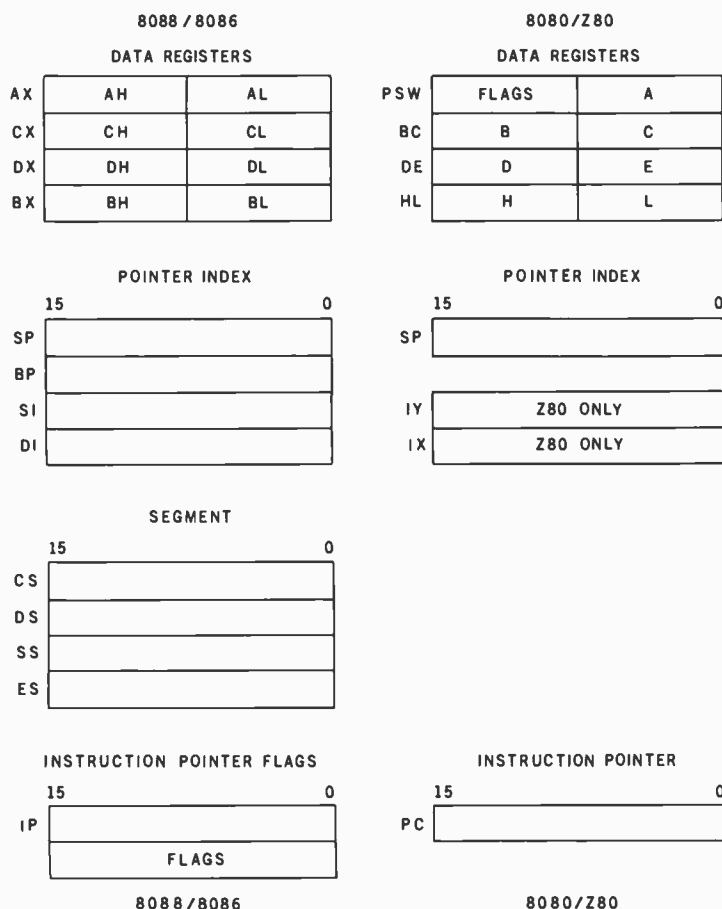 8088/8086 8080/Z80
DATA REGISTERS DATA REGISTERS
AX AH AL PSW FLAGS A
CX CH CL BC B C
DX DH DL DE D E
BX BH BL HL H L
POINTER INDEX POINTER INDEX
15 0 15 0
SP SP
BP
SI IY Z80 ONLY
DI IX Z80 ONLY
SEGMENT
15 0
CS
DS
SS
ES
INSTRUCTION POINTER FLAGS INSTRUCTION POINTER
15 0 15 0
IP PC
FLAGS
8088/8086 8080/Z80